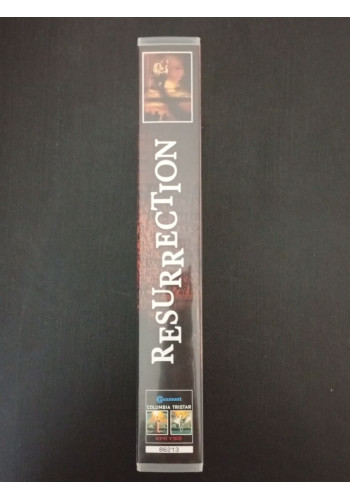 RESURRECTION
Gaumont
COLUMBIA TRISTAR
86213